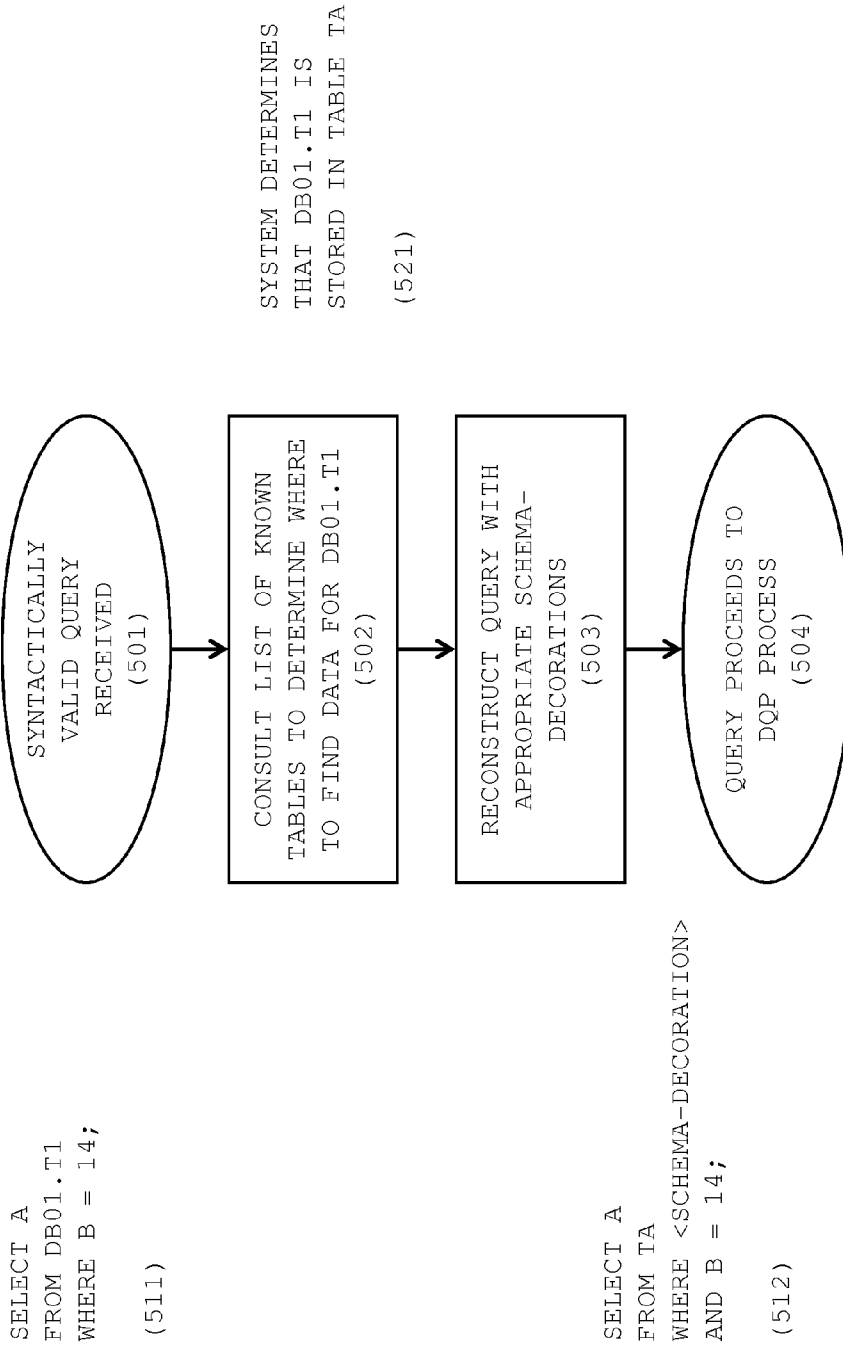 SELECT A
FROM DB01.T1
WHERE B = 14;
(511)
SYNTACTICALLY
VALID QUERY
RECEIVED
(501)
CONSULT LIST OF KNOWN
TABLES TO DETERMINE WHERE
TO FIND DATA FOR DB01.T1
(502)
SYSTEM DETERMINES
THAT DB01.T1 IS
STORED IN TABLE TA
(521)
RECONSTRUCT QUERY WITH
APPROPRIATE SCHEMA-
DECORATIONS
(503)
SELECT A
FROM TA
WHERE <SCHEMA-DECORATION>
AND B = 14;
(512)
QUERY PROCEEDS TO
DQP PROCESS
(504)